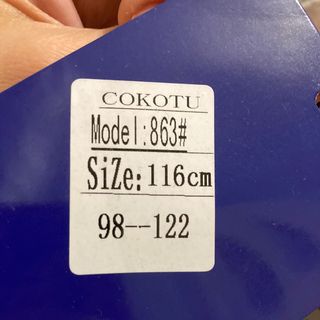 COKOTU
Model:863#
SiZe:116cm
98--122